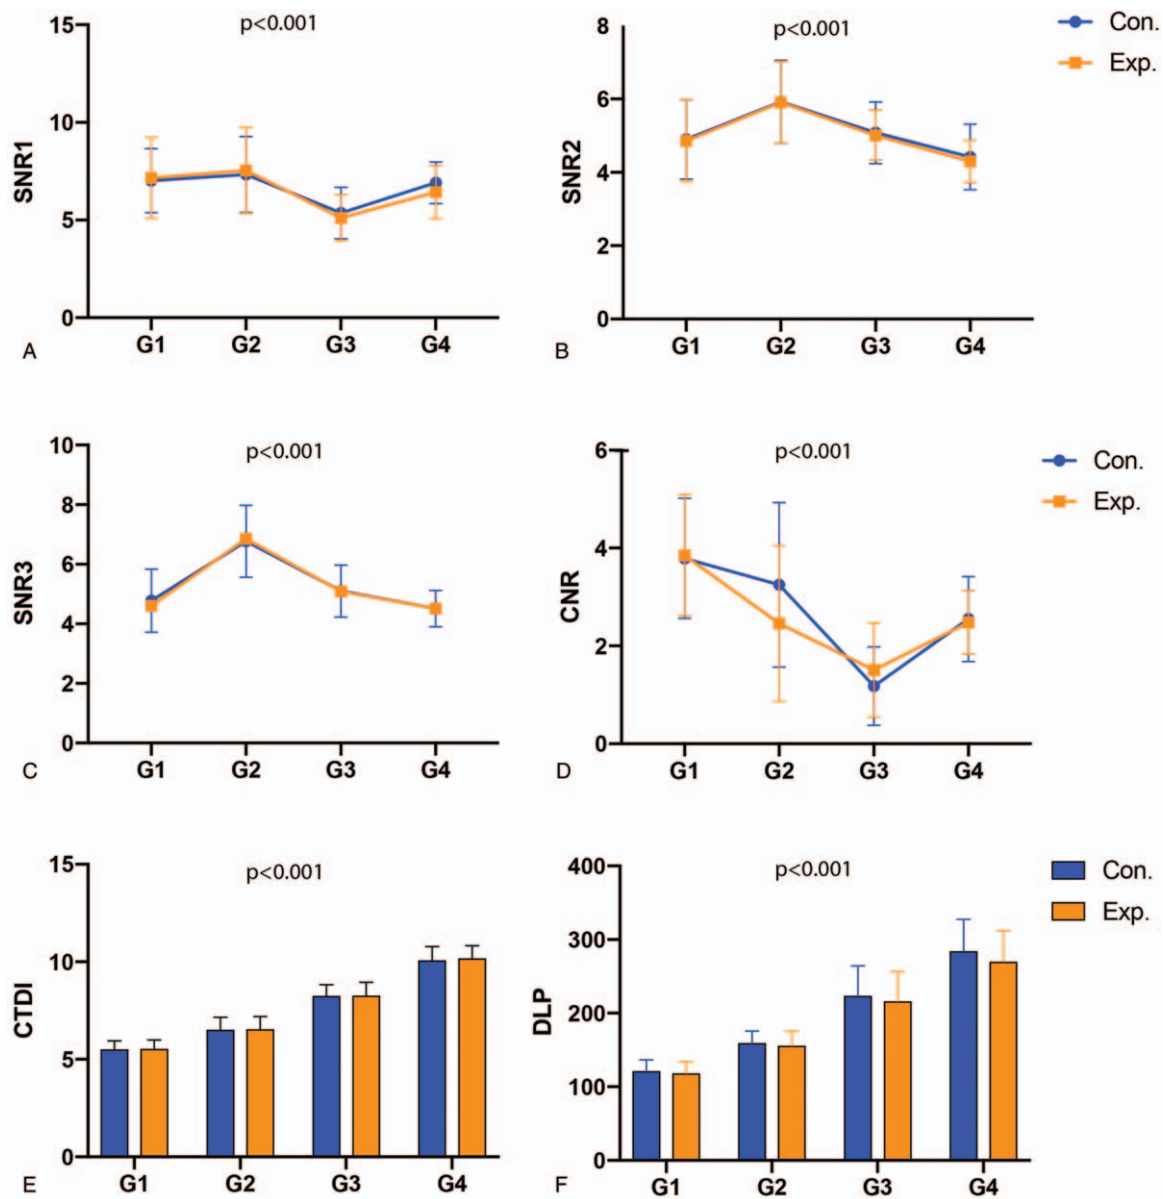 p<0.001
15
10
5
0
SNR1
G1 G2 G3 G4
A
p<0.001
8
6
4
2
0
SNR2
G1 G2 G3 G4
B
Con.
Exp.
p<0.001
10
8
6
4
2
0
SNR3
G1 G2 G3 G4
C
p<0.001
6
4
2
0
CNR
G1 G2 G3 G4
D
Con.
Exp.
p<0.001
15
10
5
0
CTDI
G1 G2 G3 G4
E
p<0.001
400
300
200
100
0
DLP
G1 G2 G3 G4
F
Con.
Exp.